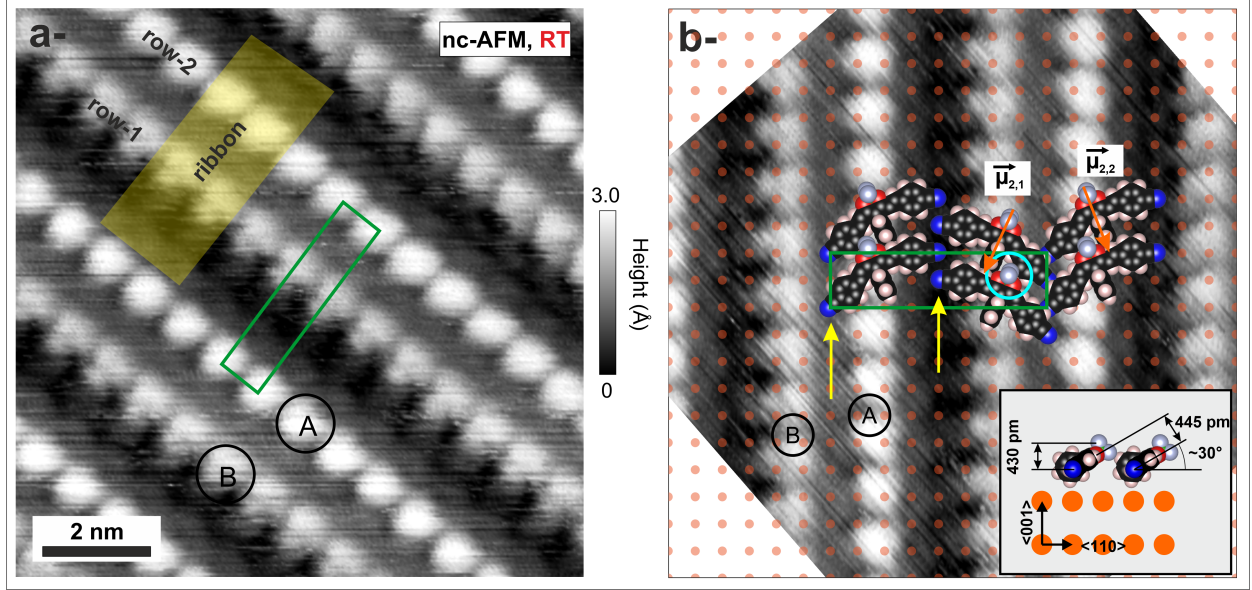 a-
nc-AFM, RT
row-2
row-1
ribbon
A
B
2 nm
3.0
0
Height (Å)
b-
μ2,1
μ2,2
B
A
430 pm
445 pm
~30°
<001>
<110>